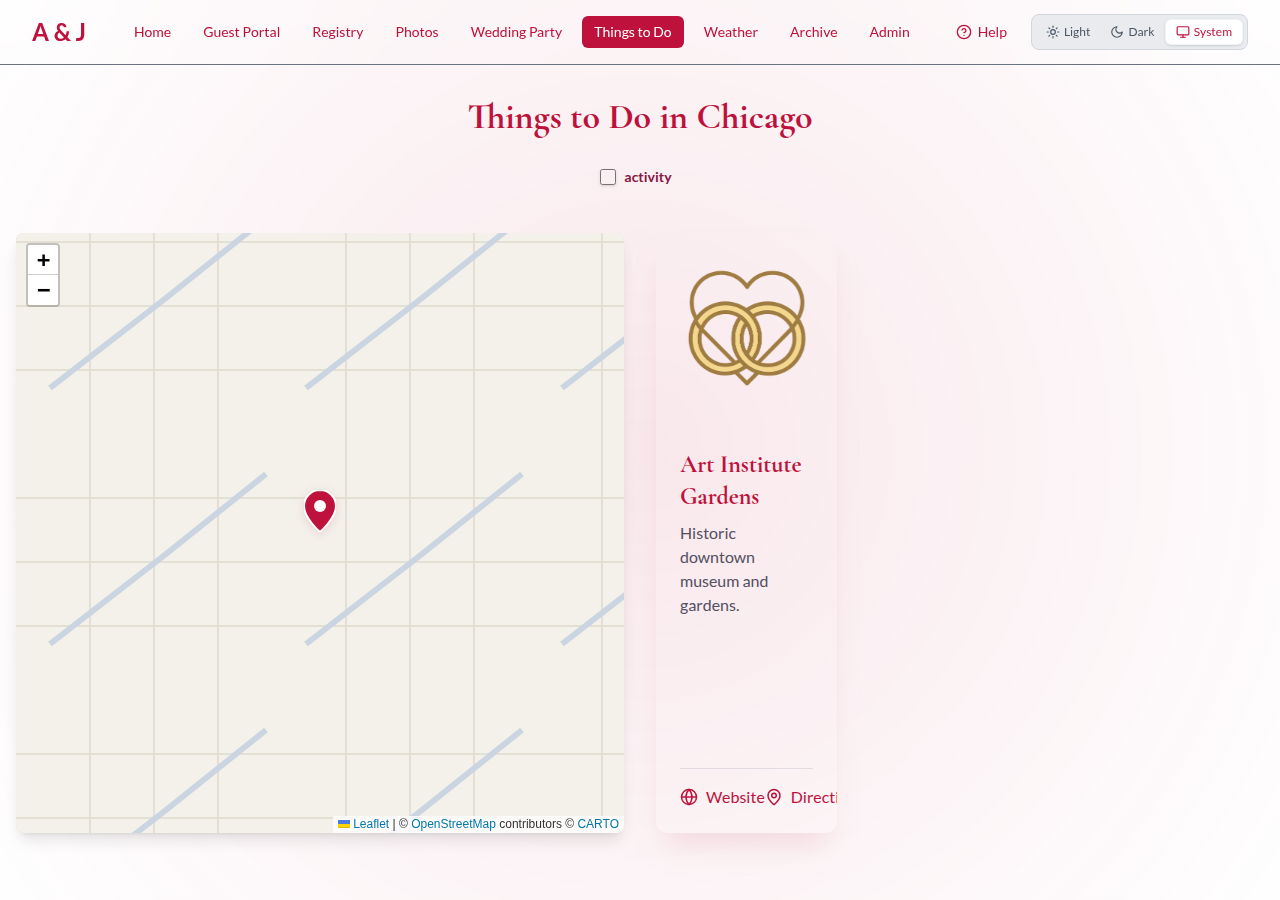 A & J
Home
Guest Portal
Registry
Photos
Wedding Party
Things to Do
Weather
Archive
Admin
Help
Light
Dark
System
Things to Do in Chicago
activity
+
−
Leaflet | © OpenStreetMap contributors © CARTO
Art Institute
Gardens
Historic
downtown
museum and
gardens.
Website
Directi